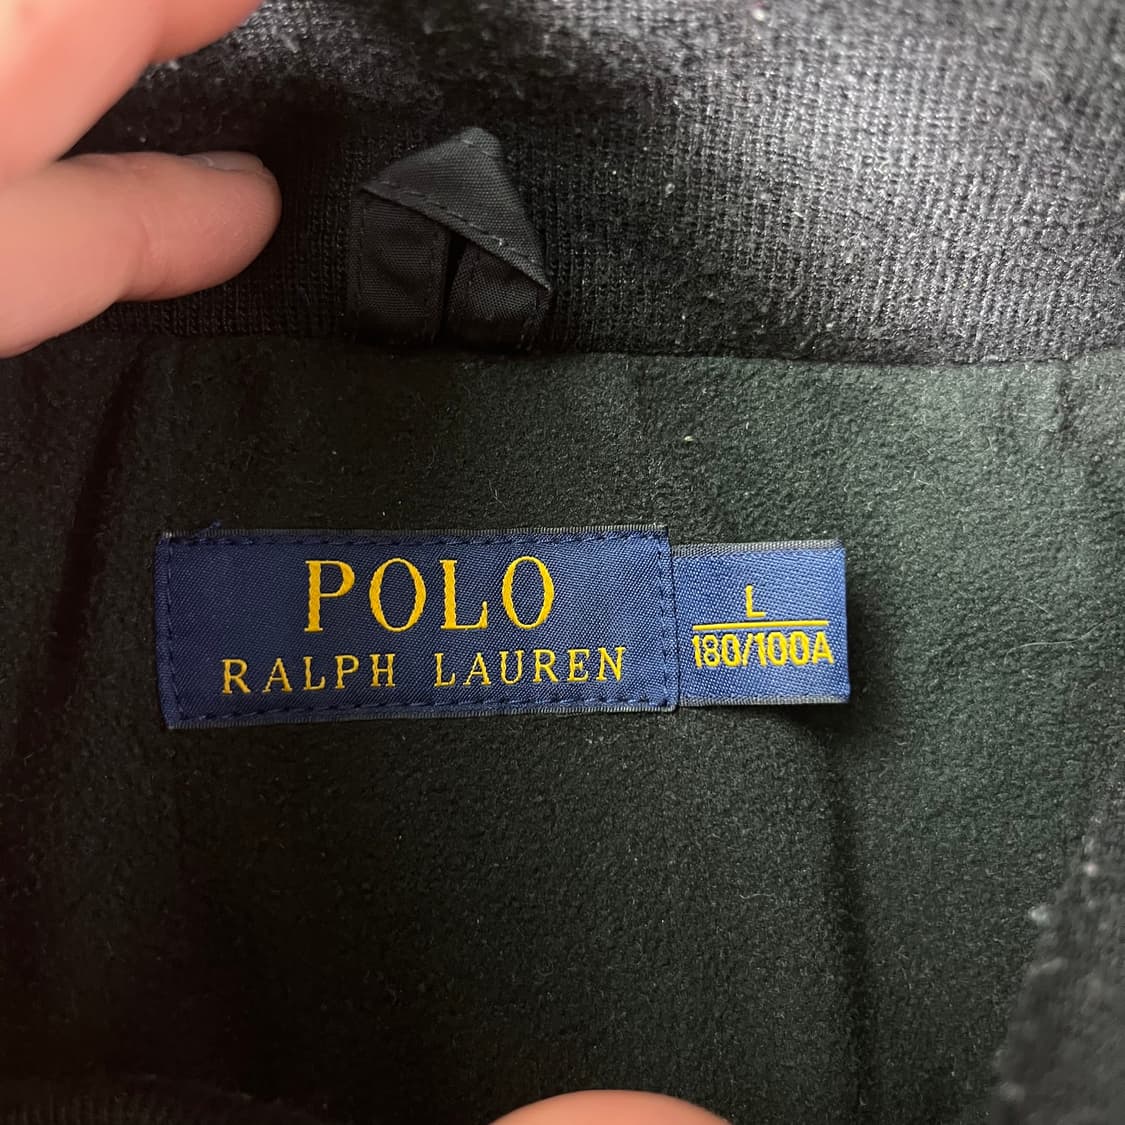 POLO
RALPH LAUREN
L
180/100A